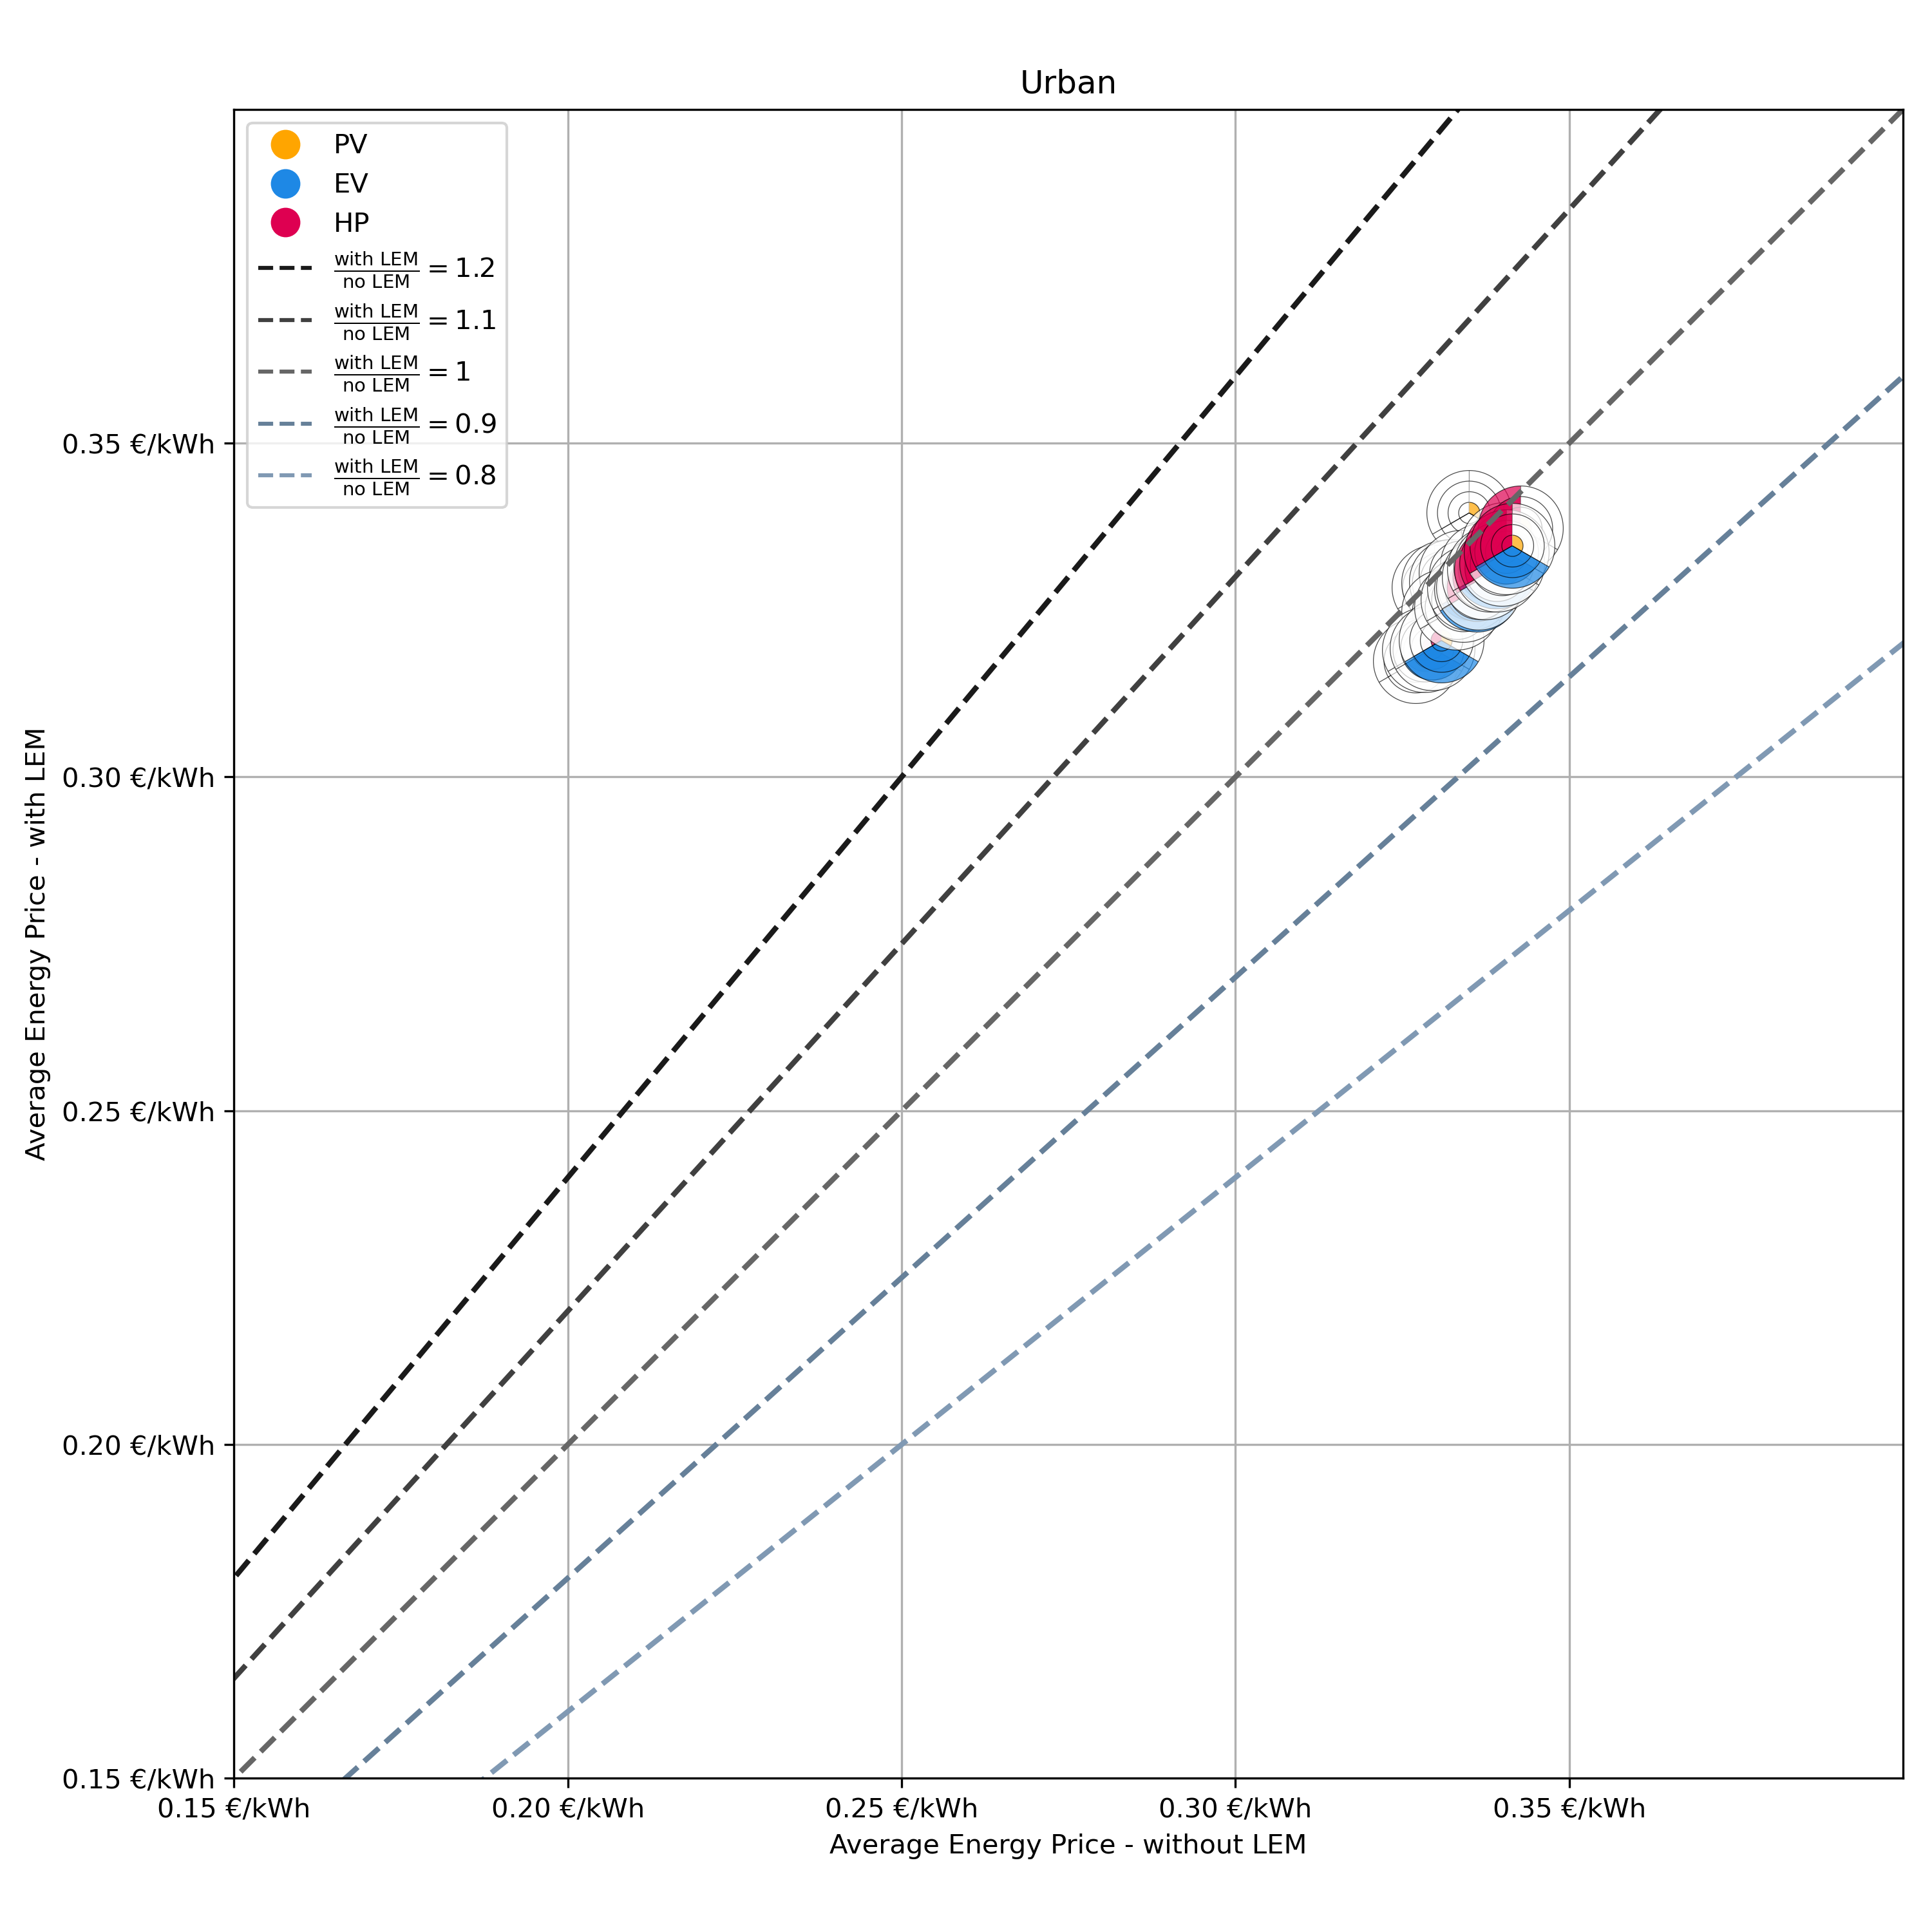 Urban
PV
EV
HP
with LEM / no LEM = 1.2
with LEM / no LEM = 1.1
with LEM / no LEM = 1
with LEM / no LEM = 0.9
with LEM / no LEM = 0.8
Average Energy Price - with LEM
0.35 €/kWh
0.30 €/kWh
0.25 €/kWh
0.20 €/kWh
0.15 €/kWh
0.15 €/kWh
0.20 €/kWh
0.25 €/kWh
0.30 €/kWh
0.35 €/kWh
Average Energy Price - without LEM